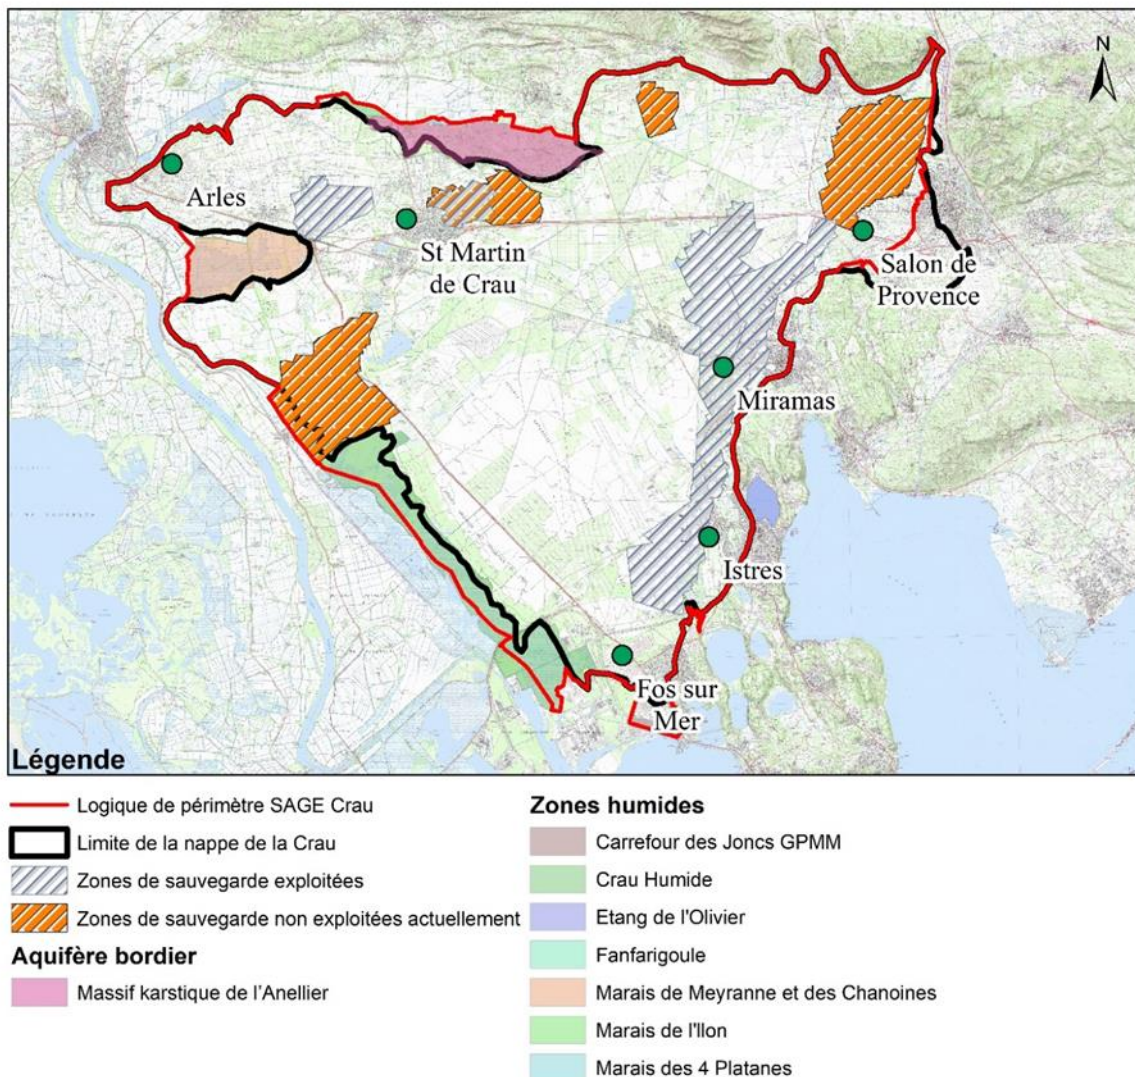 N
Arles
St Martin
de Crau
Salon de
Provence
Miramas
Istres
Fos sur
Mer
Légende
Logique de périmètre SAGE Crau
Limite de la nappe de la Crau
Zones de sauvegarde exploitées
Zones de sauvegarde non exploitées actuellement
Aquifère bordier
Massif karstique de l'Anellier
Zones humides
Carrefour des Joncs GPMM
Crau Humide
Etang de l'Olivier
Fanfarigoule
Marais de Meyranne et des Chanoines
Marais de l'Ilon
Marais des 4 Platanes